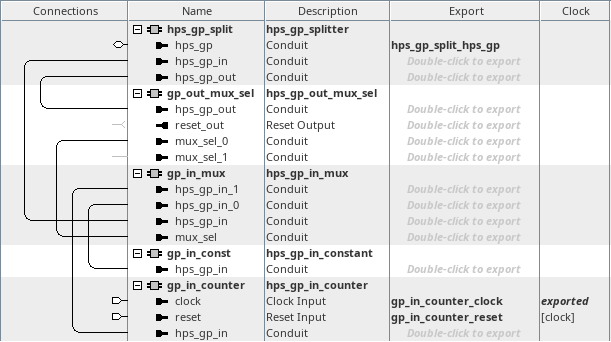 Connections Name Description Export Clock
hps_gp_split hps_gp_splitter
hps_gp Conduit hps_gp_split_hps_gp
hps_gp_in Conduit Double-click to export
hps_gp_out Conduit Double-click to export
gp_out_mux_sel hps_gp_out_mux_sel
hps_gp_out Conduit Double-click to export
reset_out Reset Output Double-click to export
mux_sel_0 Conduit Double-click to export
mux_sel_1 Conduit Double-click to export
gp_in_mux hps_gp_in_mux
hps_gp_in_1 Conduit Double-click to export
hps_gp_in_0 Conduit Double-click to export
hps_gp_in Conduit Double-click to export
mux_sel Conduit Double-click to export
gp_in_const hps_gp_in_constant
hps_gp_in Conduit Double-click to export
gp_in_counter hps_gp_in_counter
clock Clock Input gp_in_counter_clock exported
reset Reset Input gp_in_counter_reset [clock]
hps_gp_in Conduit Double-click to export